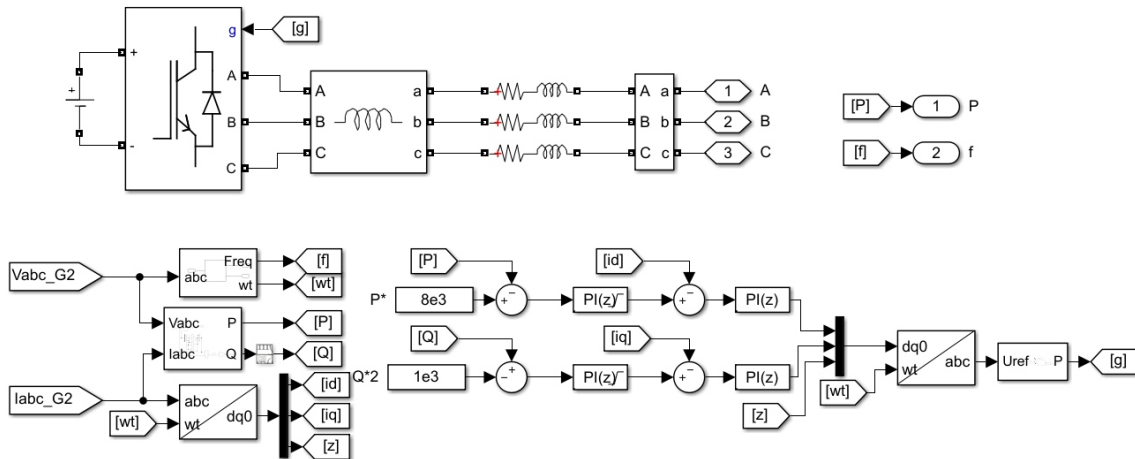 g
[g]
+
-
+
A
B
C
A
B
C
a
b
c
+
+
+
A
B
C
a
b
c
1
A
2
B
3
C
[P]
1
P
[f]
2
f
Vabc_G2
abc
Freq
wt
[f]
[wt]
Vabc
Iabc
P
Q
[P]
[Q]
Iabc_G2
[wt]
abc
wt
dq0
[id]
[iq]
[z]
[P]
P*
8e3
PI(z)
[id]
PI(z)
[Q]
Q*2
1e3
PI(z)
[iq]
PI(z)
[z]
[wt]
dq0
wt
abc
Uref
P
[g]